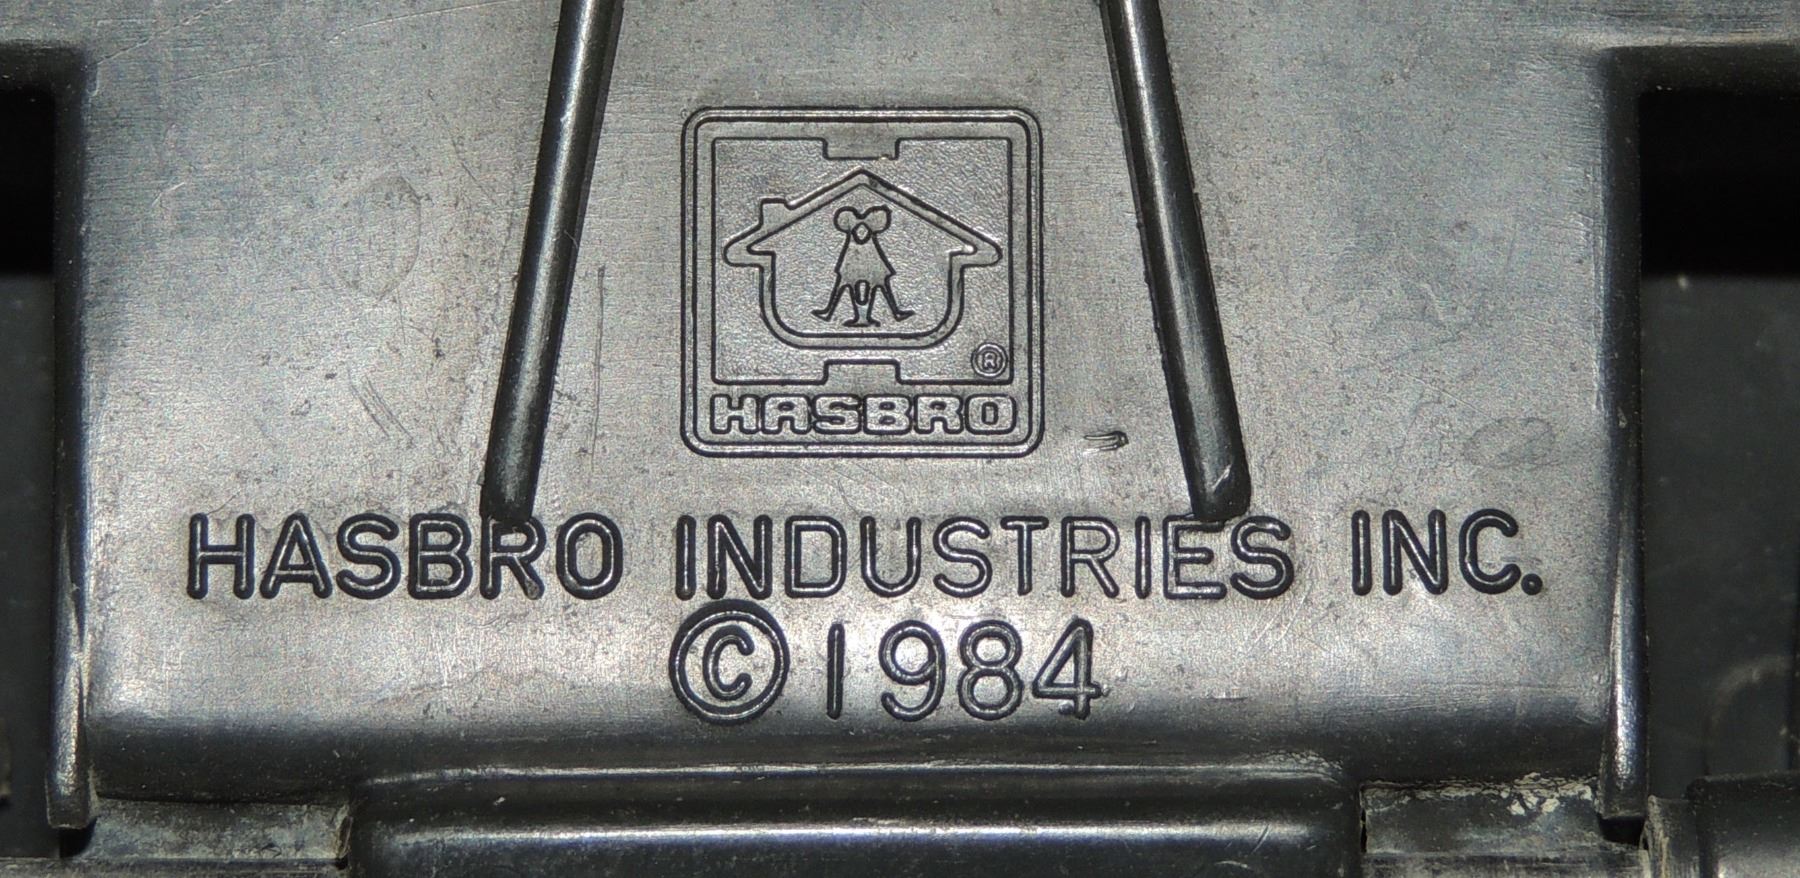 ®
HASBRO
HASBRO INDUSTRIES INC.
©1984